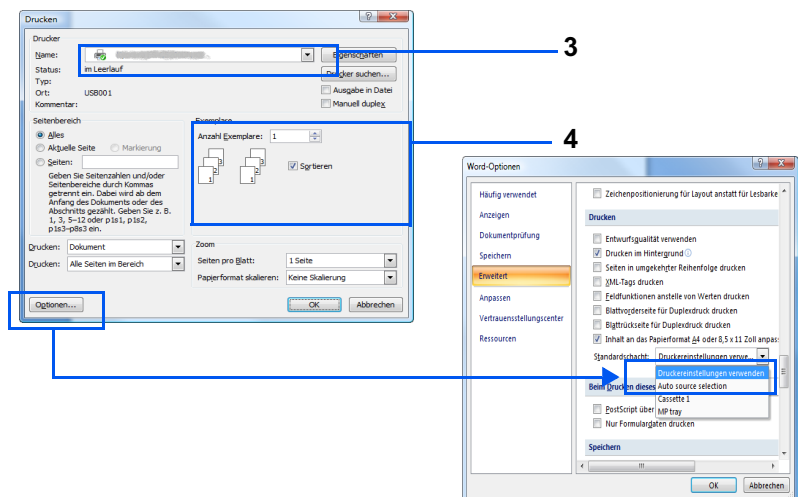 Drucken
Drucker
Name:
Eigenschaften
Status: im Leerlauf
Drucker suchen...
Typ:
Ort: USB001
Ausgabe in Datei
Kommentar:
Manuell duplex
Seitenbereich
Alles
Aktuelle Seite Markierung
Seiten:
Geben Sie Seitenzahlen und/oder
Seitenbereiche durch Kommas
getrennt ein. Dabei wird ab dem
Anfang des Dokuments oder des
Abschnitts gezählt. Geben Sie z. B.
1, 3, 5–12 oder p1s1, p1s2,
p1s3–p8s3 ein.
Exemplare
Anzahl Exemplare: 1
3 3
2 2
1 1
Sortieren
Drucken: Dokument
Drucken: Alle Seiten im Bereich
Zoom
Seiten pro Blatt: 1 Seite
Papierformat skalieren: Keine Skalierung
Optionen...
OK Abbrechen
3
4
Word-Optionen
Häufig verwendet
Anzeigen
Dokumentprüfung
Speichern
Erweitert
Anpassen
Vertrauensstellungscenter
Ressourcen
Zeichenpositionierung für Layout anstatt für Lesbarke
Drucken
Entwurfsqualität verwenden
Drucken im Hintergrund
Seiten in umgekehrter Reihenfolge drucken
XML-Tags drucken
Feldfunktionen anstelle von Werten drucken
Blattvorderseite für Duplexdruck drucken
Blattrückseite für Duplexdruck drucken
Inhalt an das Papierformat A4 oder 8,5 x 11 Zoll anpass
Standardschacht: Druckereinstellungen verwe...
Druckereinstellungen verwenden
Auto source selection
Cassette 1
MP tray
Beim Drucken dieses
PostScript über
Nur Formulardaten drucken
Speichern
OK Abbrechen